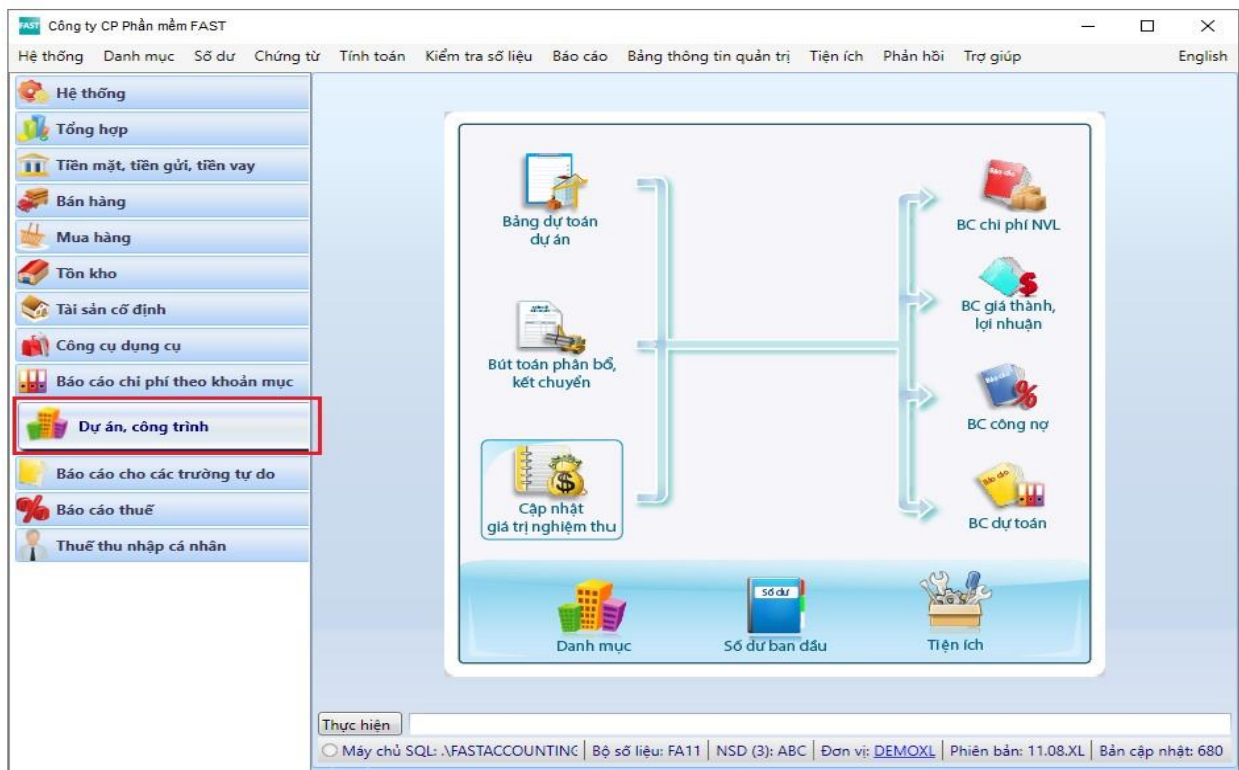 FAST Công ty CP Phần mềm FAST
Hệ thống Danh mục Số dư Chứng từ Tính toán Kiểm tra số liệu Báo cáo Bảng thông tin quản trị Tiện ích Phản hồi Trợ giúp English
Hệ thống
Tổng hợp
Tiền mặt, tiền gửi, tiền vay
Bán hàng
Mua hàng
Tồn kho
Tài sản cố định
Công cụ dụng cụ
Báo cáo chi phí theo khoản mục
Dự án, công trình
Báo cáo cho các trường tự do
Báo cáo thuế
Thuế thu nhập cá nhân
Bảng dự toán
dự án
Bút toán phân bổ,
kết chuyển
Cập nhật
giá trị nghiệm thu
Báo cáo
BC chi phí NVL
BC giá thành,
lợi nhuận
Báo cáo
BC công nợ
Báo cáo
BC dự toán
Danh mục
Số dư
Số dư ban đầu
Tiện ích
Thực hiện
Máy chủ SQL: .\FASTACCOUNTING Bộ số liệu: FA11 NSD (3): ABC Đơn vị: DEMOXL Phiên bản: 11.08.XL Bản cập nhật: 680